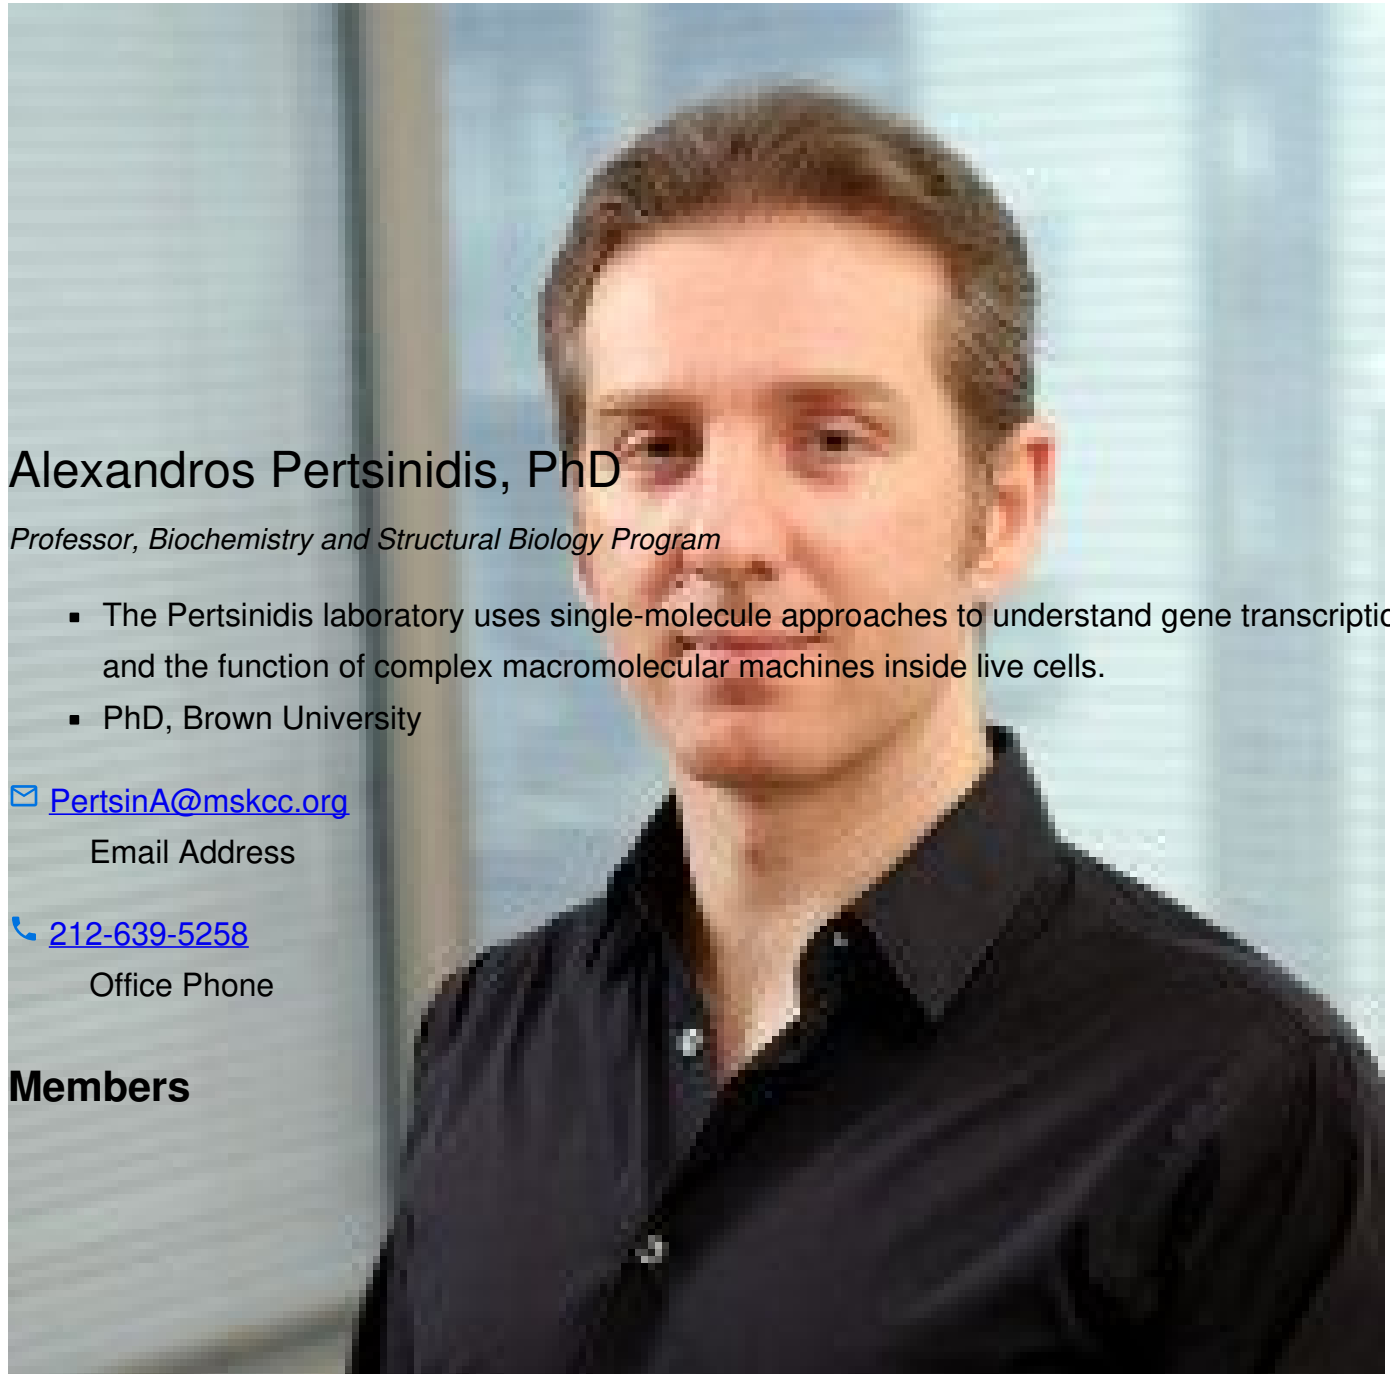 Alexandros Pertsinidis, PhD
Professor, Biochemistry and Structural Biology Program
▪ The Pertsinidis laboratory uses single-molecule approaches to understand gene transcriptio
and the function of complex macromolecular machines inside live cells.
▪ PhD, Brown University
PertsinA@mskcc.org
Email Address
212-639-5258
Office Phone
Members